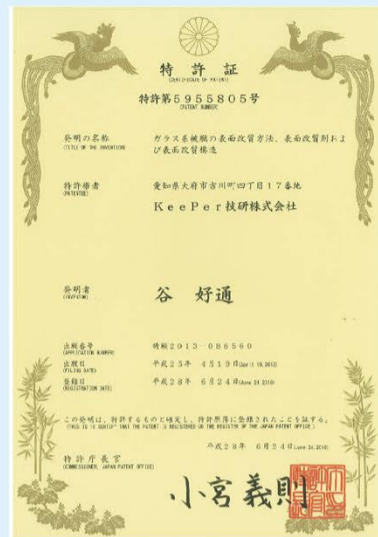 特許証
(CERTIFICATE OF PATENT)
特許第5955805号
(PATENT NUMBER)
発明の名称
(TITLE OF THE INVENTION)
ガラス系被膜の表面改質方法、表面改質剤およ
び表面改質構造
特許権者
(PATENTEE)
愛知県大府市吉川町四丁目17番地
KeePer技研株式会社
発明者
(INVENTOR)
谷 好通
出願番号
(APPLICATION NUMBER)
特願2013-086560
出願日
(FILING DATE)
平成25年 4月19日(April 19,2013)
登録日
(REGISTRATION DATE)
平成28年 6月24日(June 24,2016)
この発明は、特許するものと確定し、特許原簿に登録されたことを証する。
(THIS IS TO CERTIFY THAT THE PATENT IS REGISTERED ON THE REGISTER OF THE JAPAN PATENT OFFICE.)
平成28年 6月24日(June 24,2016)
特許庁長官
(COMMISSIONER, JAPAN PATENT OFFICE)
小宮義則